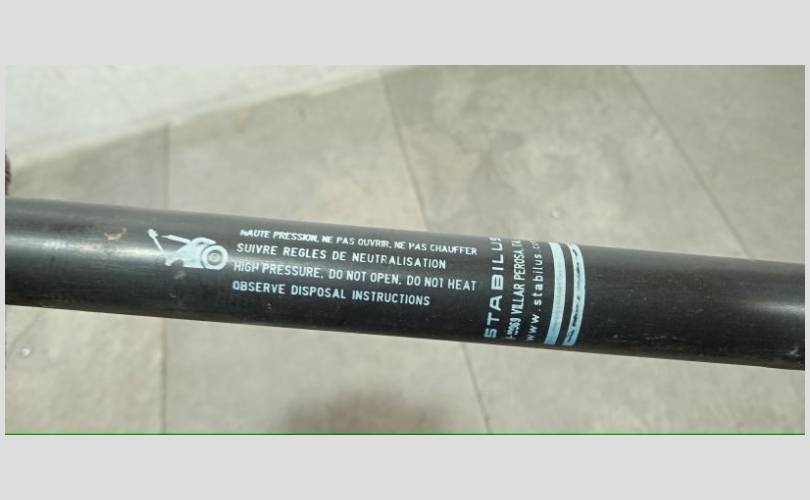 HAUTE PRESSION, NE PAS OUVRIR, NE PAS CHAUFFER
SUIVRE REGLES DE NEUTRALISATION
HIGH PRESSURE, DO NOT OPEN, DO NOT HEAT
OBSERVE DISPOSAL INSTRUCTIONS
STABILUS
VILLAR PEROSA
www.stabilus.